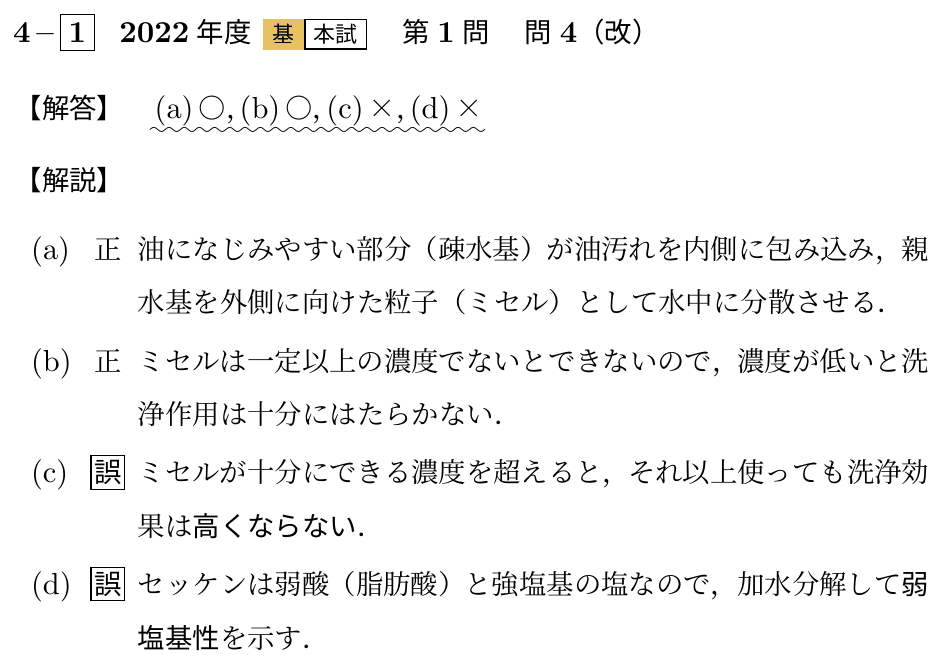 4-1 2022年度 基 本試 第1問 問4（改）
【解答】 (a)○,(b)○,(c)×,(d)×
【解説】
(a) 正 油になじみやすい部分（疎水基）が油汚れを内側に包み込み，親
水基を外側に向けた粒子（ミセル）として水中に分散させる．
(b) 正 ミセルは一定以上の濃度でないとできないので，濃度が低いと洗
浄作用は十分にはたらかない．
(c) 誤 ミセルが十分にできる濃度を超えると，それ以上使っても洗浄効
果は高くならない．
(d) 誤 セッケンは弱酸（脂肪酸）と強塩基の塩なので，加水分解して弱
塩基性を示す．